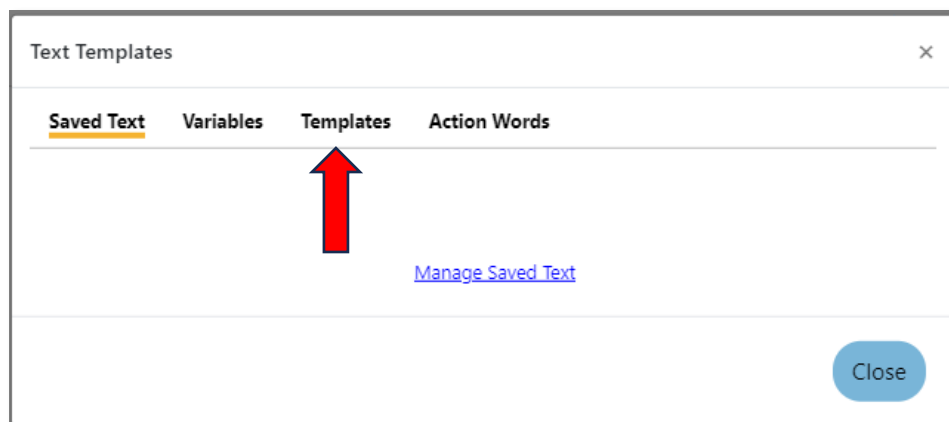 Text Templates ×
Saved Text Variables Templates Action Words
Manage Saved Text
Close